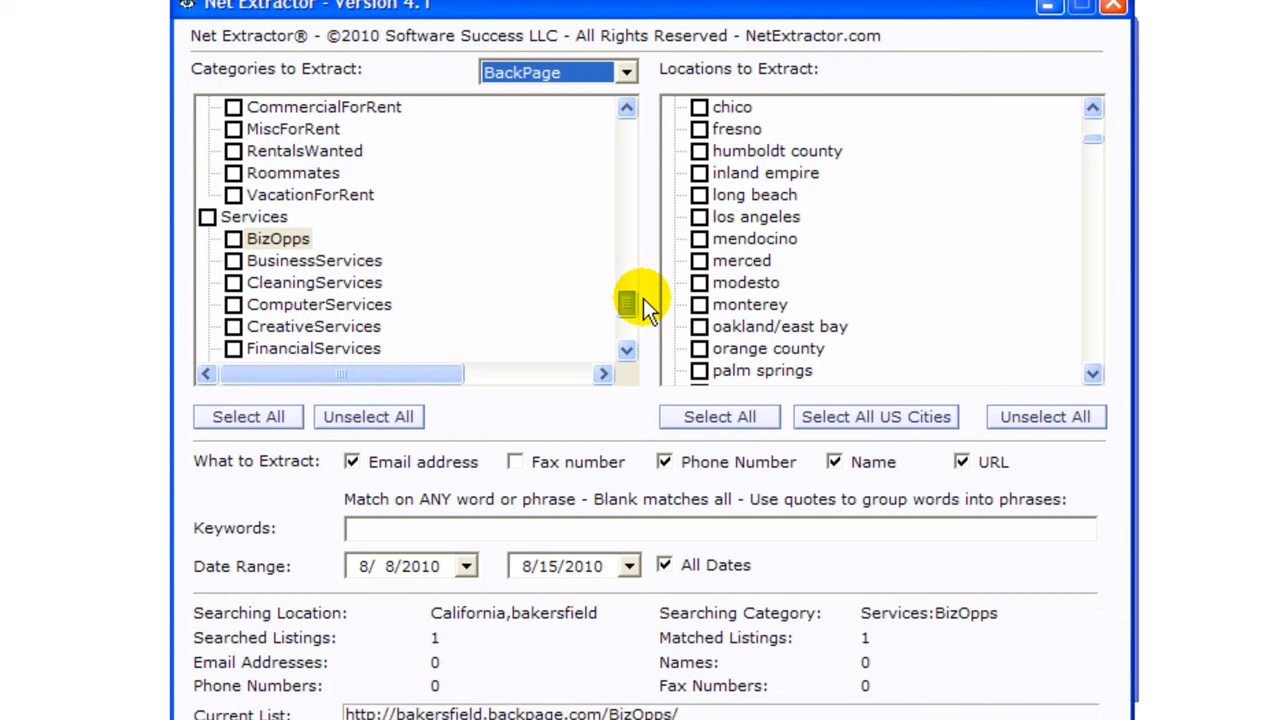 Net Extractor - Version 4.1
Net Extractor® - ©2010 Software Success LLC - All Rights Reserved - NetExtractor.com
Categories to Extract:
BackPage
Locations to Extract:
CommercialForRent
MiscForRent
RentalsWanted
Roommates
VacationForRent
Services
BizOpps
BusinessServices
CleaningServices
ComputerServices
CreativeServices
FinancialServices
chico
fresno
humboldt county
inland empire
long beach
los angeles
mendocino
merced
modesto
monterey
oakland/east bay
orange county
palm springs
Select All
Unselect All
Select All
Select All US Cities
Unselect All
What to Extract: Email address Fax number Phone Number Name URL
Match on ANY word or phrase - Blank matches all - Use quotes to group words into phrases:
Keywords:
Date Range: 8/ 8/2010 8/15/2010 All Dates
Searching Location: California,bakersfield Searching Category: Services:BizOpps
Searched Listings: 1 Matched Listings: 1
Email Addresses: 0 Names: 0
Phone Numbers: 0 Fax Numbers: 0
Current List: http://bakersfield.backpage.com/BizOpps/